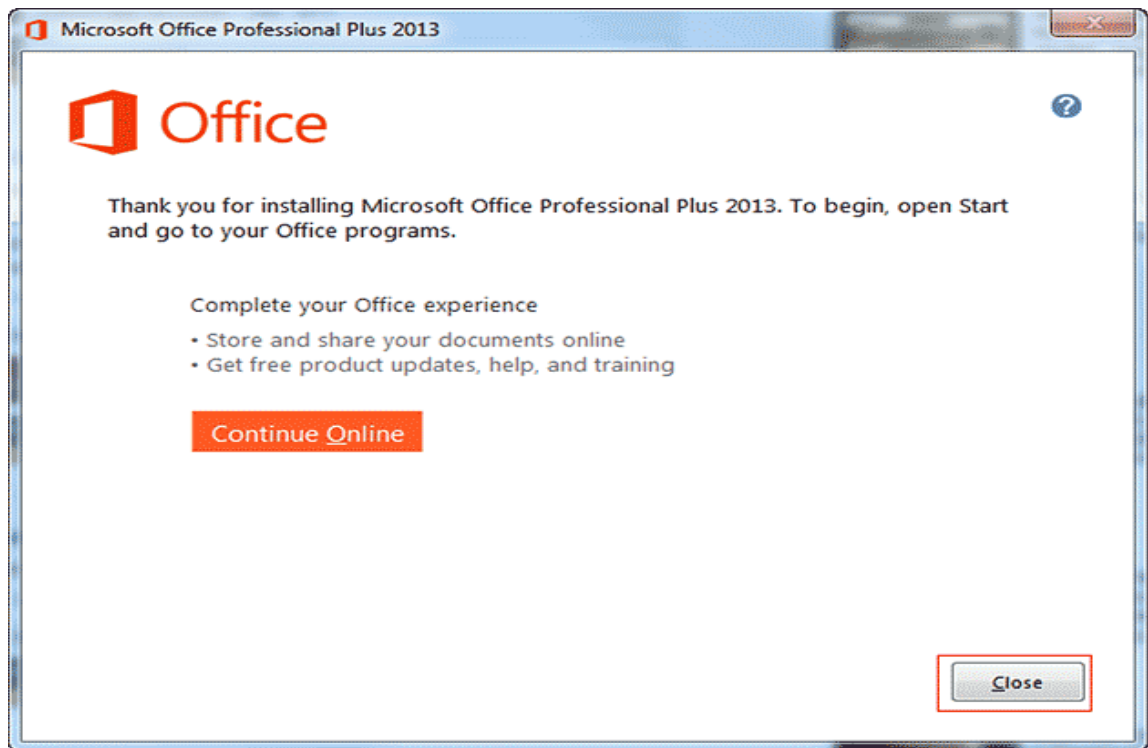 Microsoft Office Professional Plus 2013
Office
?
Thank you for installing Microsoft Office Professional Plus 2013. To begin, open Start
and go to your Office programs.
Complete your Office experience
• Store and share your documents online
• Get free product updates, help, and training
Continue Online
Close